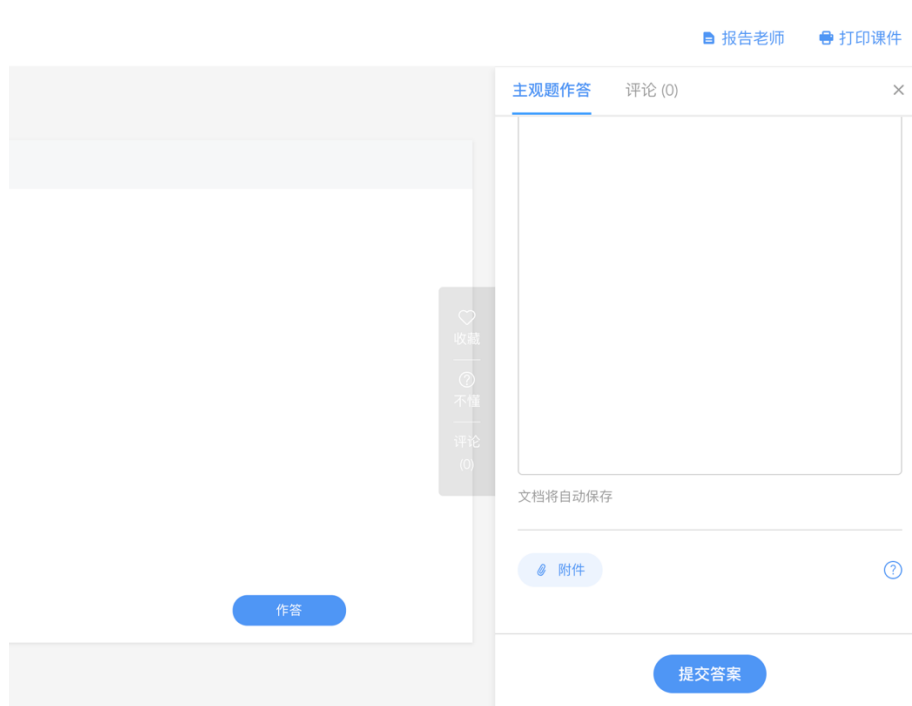 报告老师
打印课件
主观题作答
评论 (0)
收藏
不懂
评论
(0)
文档将自动保存
附件
作答
提交答案